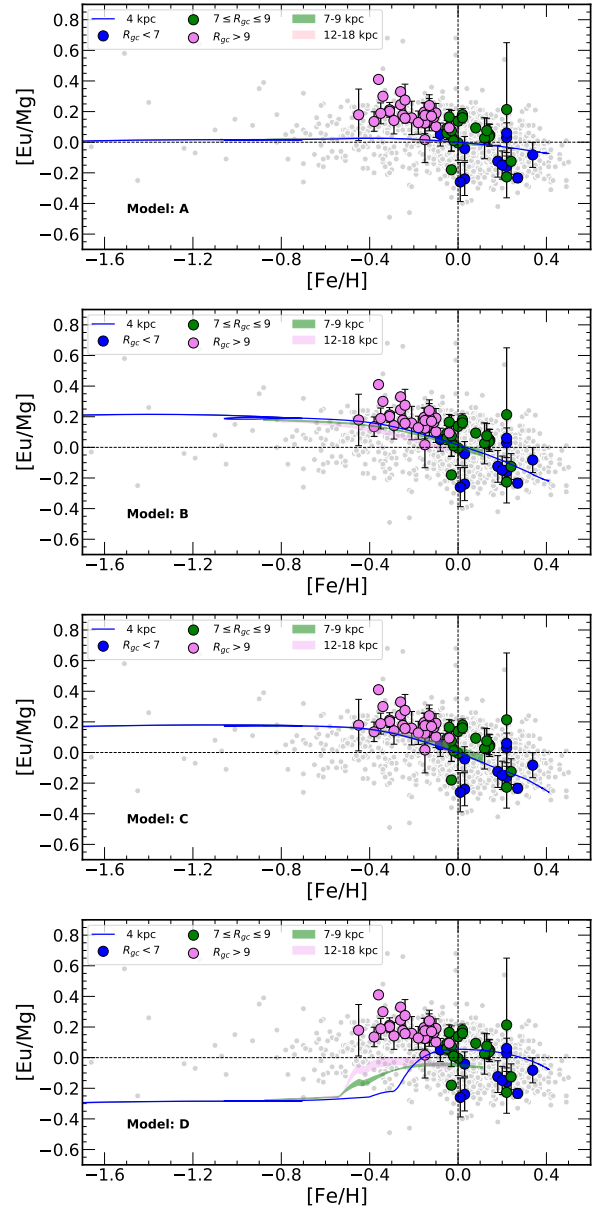 [Eu/Mg]
0.8
0.6
0.4
0.2
0.0
−0.2
−0.4
−0.6
4 kpc
R_gc < 7
7 ≤ R_gc ≤ 9
R_gc > 9
7-9 kpc
12-18 kpc
Model: A
−1.6 −1.2 −0.8 −0.4 0.0 0.4
[Fe/H]
[Eu/Mg]
0.8
0.6
0.4
0.2
0.0
−0.2
−0.4
−0.6
4 kpc
R_gc < 7
7 ≤ R_gc ≤ 9
R_gc > 9
7-9 kpc
12-18 kpc
Model: B
−1.6 −1.2 −0.8 −0.4 0.0 0.4
[Fe/H]
[Eu/Mg]
0.8
0.6
0.4
0.2
0.0
−0.2
−0.4
−0.6
4 kpc
R_gc < 7
7 ≤ R_gc ≤ 9
R_gc > 9
7-9 kpc
12-18 kpc
Model: C
−1.6 −1.2 −0.8 −0.4 0.0 0.4
[Fe/H]
[Eu/Mg]
0.8
0.6
0.4
0.2
0.0
−0.2
−0.4
−0.6
4 kpc
R_gc < 7
7 ≤ R_gc ≤ 9
R_gc > 9
7-9 kpc
12-18 kpc
Model: D
−1.6 −1.2 −0.8 −0.4 0.0 0.4
[Fe/H]